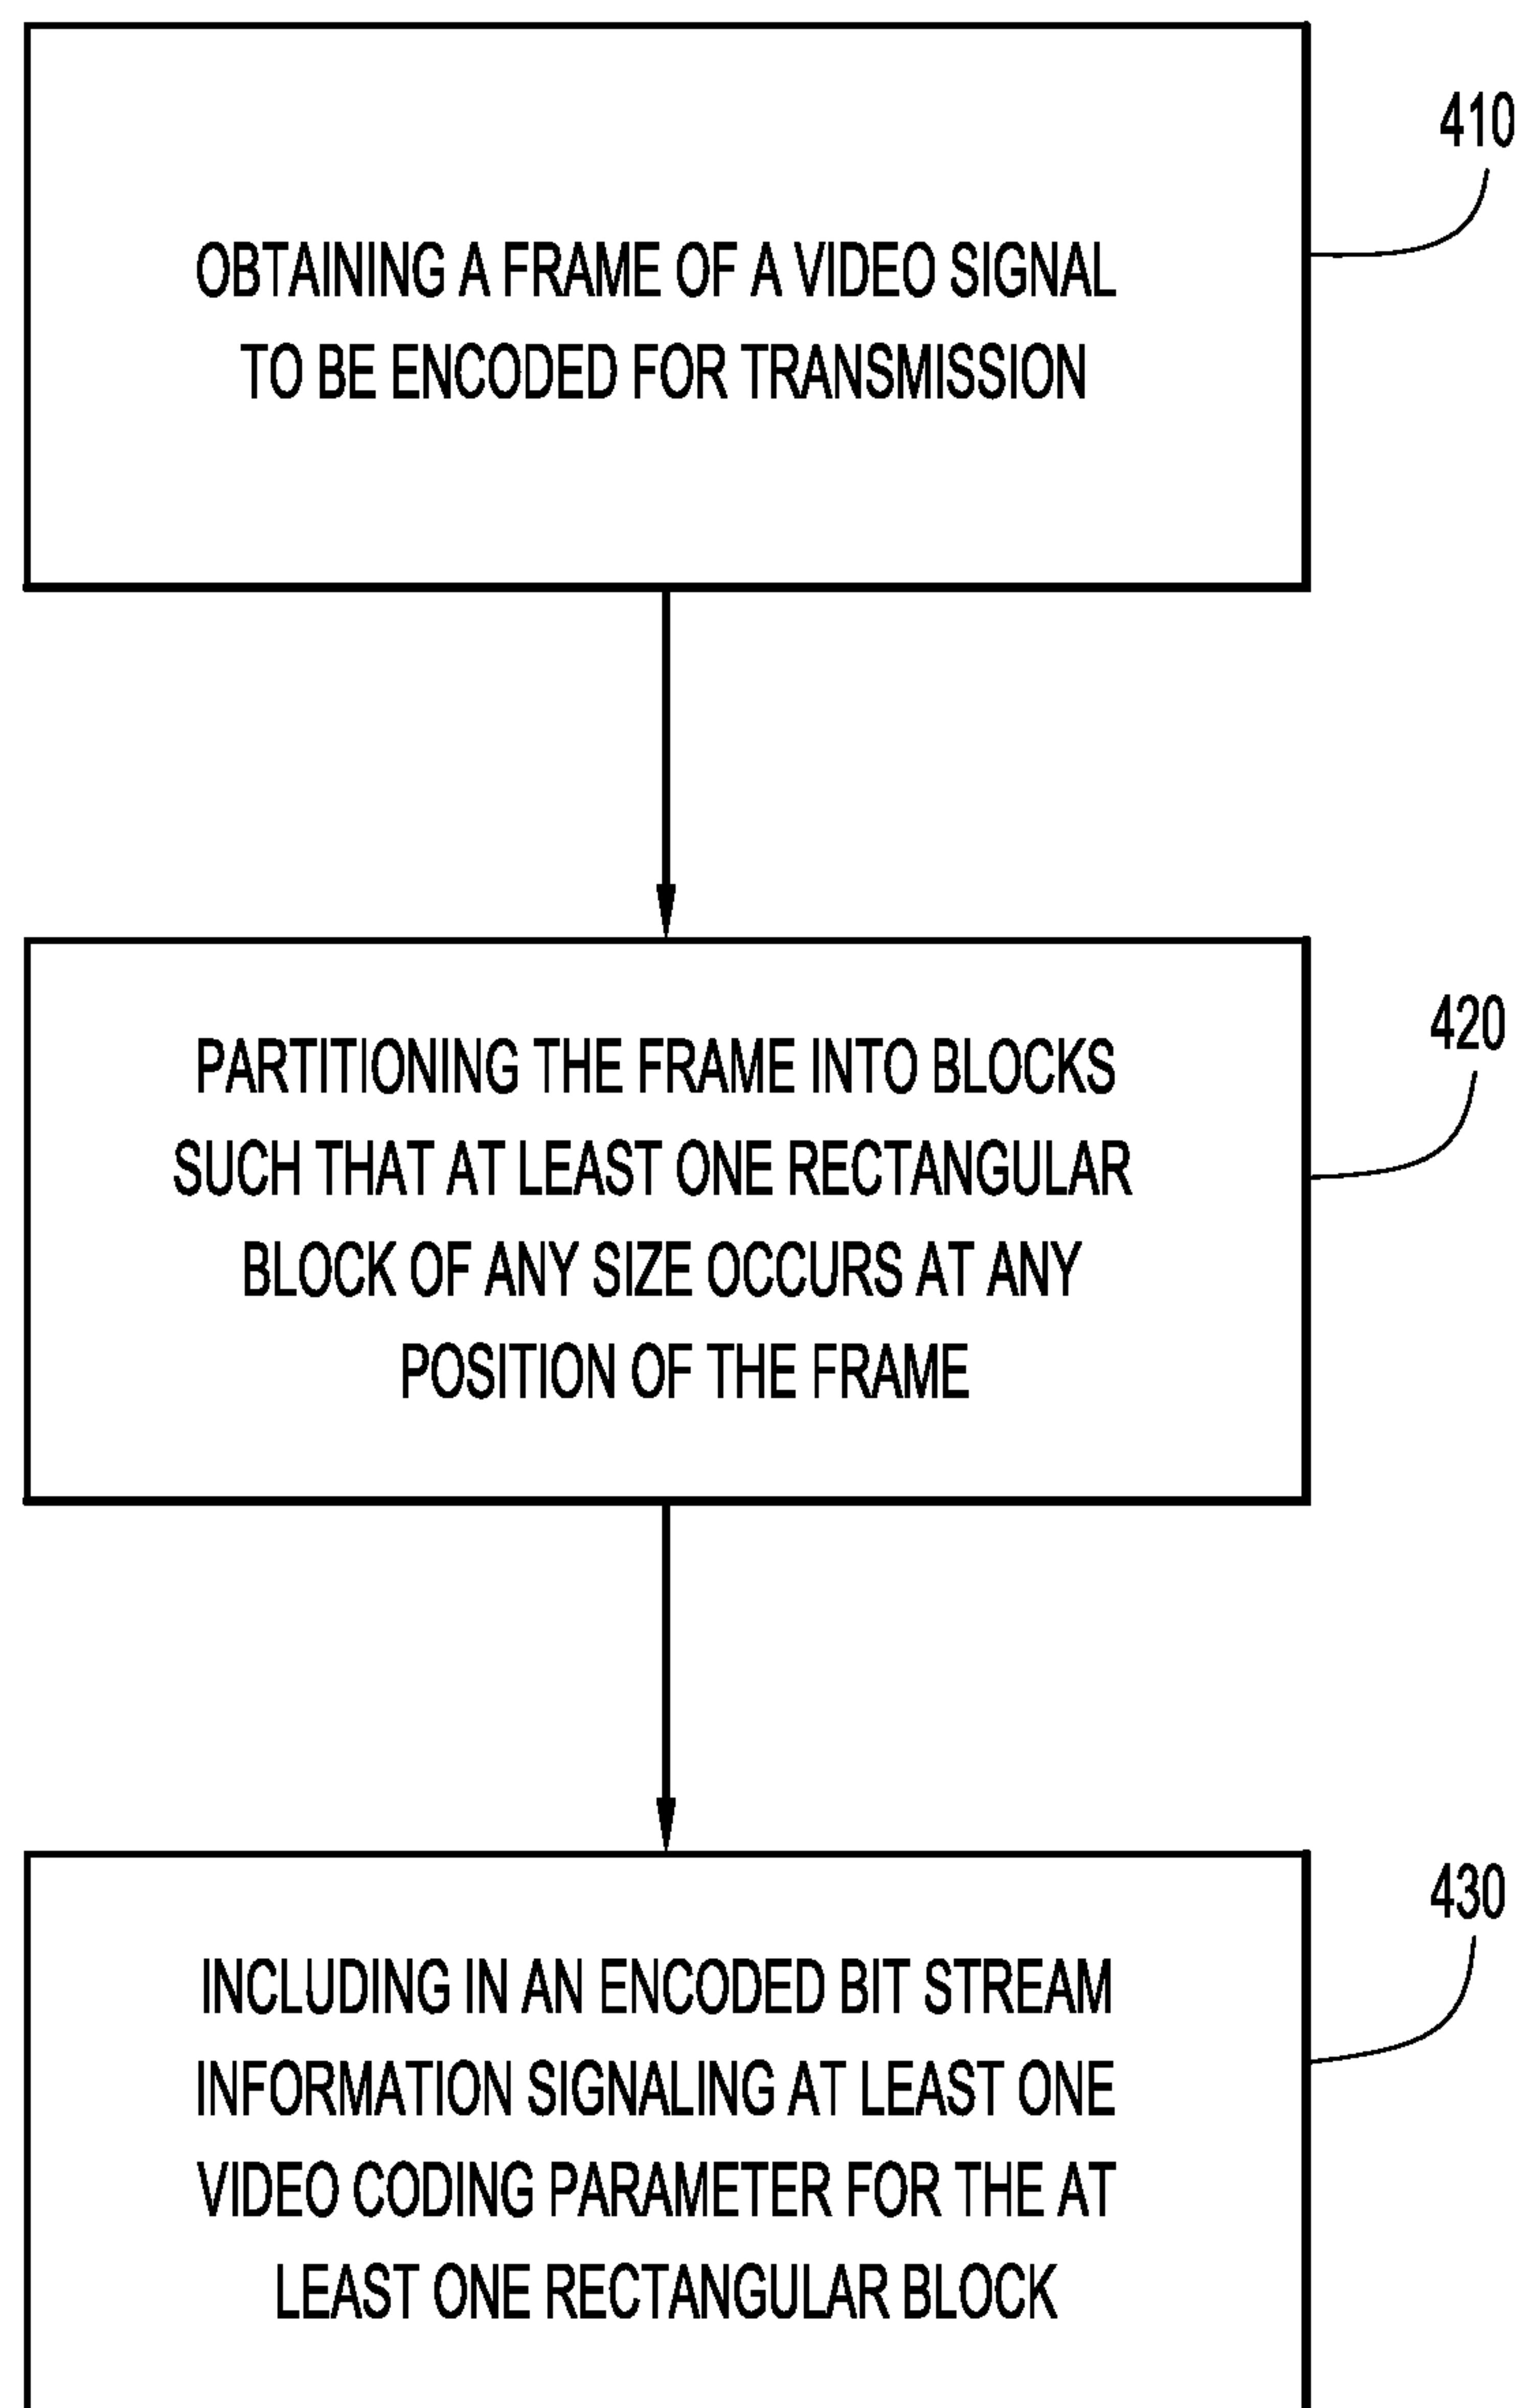 410
OBTAINING A FRAME OF A VIDEO SIGNAL
TO BE ENCODED FOR TRANSMISSION
420
PARTITIONING THE FRAME INTO BLOCKS
SUCH THAT AT LEAST ONE RECTANGULAR
BLOCK OF ANY SIZE OCCURS AT ANY
POSITION OF THE FRAME
430
INCLUDING IN AN ENCODED BIT STREAM
INFORMATION SIGNALING AT LEAST ONE
VIDEO CODING PARAMETER FOR THE AT
LEAST ONE RECTANGULAR BLOCK